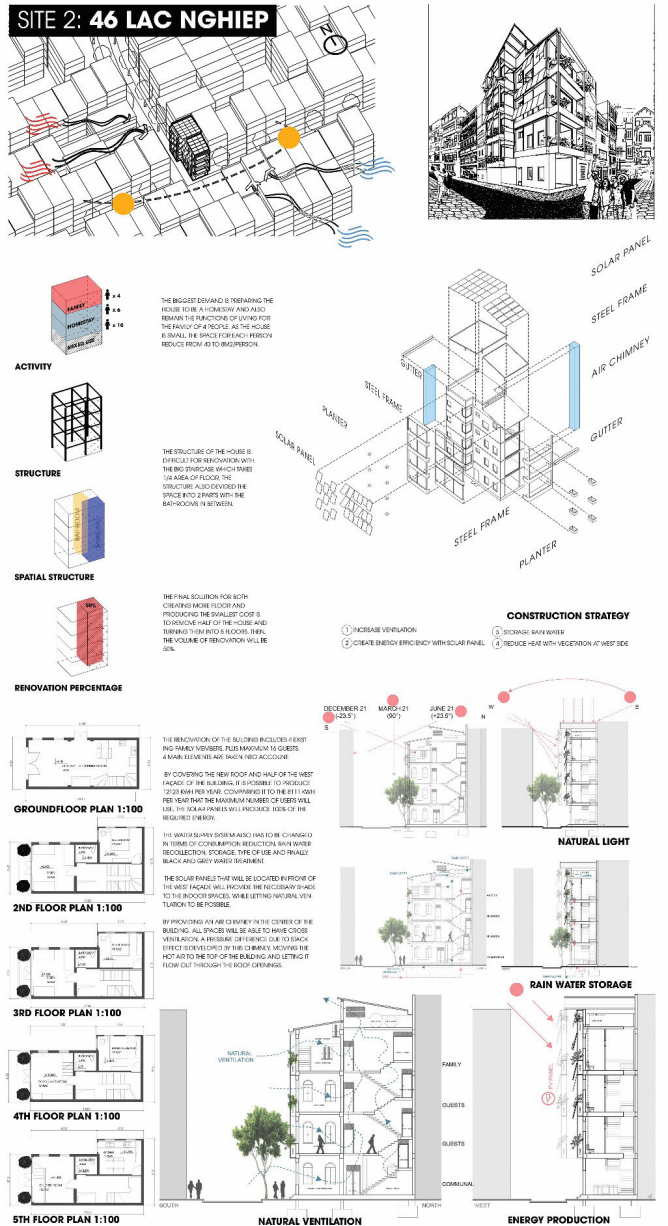 SITE 2: 46 LAC NGHIEP
N
FAMILY
HOMESTAY
MIXED USE
x 4
x 6
x 10
ACTIVITY
THE BIGGEST DEMAND IS PREPARING THE
HOUSE TO BE A HOMESTAY AND ALSO
REMAIN THE FUNCTIONS OF LIVING FOR
THE FAMILY OF 4 PEOPLE. AS THE HOUSE
IS SMALL, THE SPACE FOR EACH PERSON
REDUCE FROM 40 TO 8M2/PERSON.
SOLAR PANEL
STEEL FRAME
AIR CHIMNEY
GUTTER
GUTTER
STEEL FRAME
PLANTER
SOLAR PANEL
STEEL FRAME
PLANTER
STRUCTURE
THE STRUCTURE OF THE HOUSE IS
DIFFICULT FOR RENOVATION WITH
THE BIG STAIRCASE WHICH TAKES
1/4 AREA OF FLOOR, THE
STRUCTURE ALSO DEVIDED THE
SPACE INTO 2 PARTS WITH THE
BATHROOMS IN BETWEEN.
BATHROOM
SPATIAL STRUCTURE
50%
THE FINAL SOLUTION FOR BOTH
CREATING MORE FLOOR AND
PRODUCING THE SMALLEST COST IS
TO REMOVE HALF OF THE HOUSE AND
TURNING THEM INTO 5 FLOORS. THEN,
THE VOLUME OF RENOVATION WILL BE
50%.
RENOVATION PERCENTAGE
CONSTRUCTION STRATEGY
1 INCREASE VENTILATION
2 CREATE ENERGY EFFICIENCY WITH SOLAR PANEL
3 STORAGE RAIN WATER
4 REDUCE HEAT WITH VEGETATION AT WEST SIDE
DECEMBER 21
(-23.5°)
MARCH 21
(90°)
JUNE 21
(+23.5°)
S
N
W
E
NATURAL LIGHT
GROUNDFLOOR PLAN 1:100
2ND FLOOR PLAN 1:100
3RD FLOOR PLAN 1:100
4TH FLOOR PLAN 1:100
5TH FLOOR PLAN 1:100
THE RENOVATION OF THE BUILDING INCLUDES 4 EXIST
ING FAMILY MEMBERS, PLUS MAXIMUM 16 GUESTS.
4 MAIN ELEMENTS ARE TAKEN INTO ACCOUNT:
BY COVERING THE NEW ROOF AND HALF OF THE WEST
FAÇADE OF THE BUILDING, IT IS POSSIBLE TO PRODUCE
12123 KWH PER YEAR. COMPARING IT TO THE 8111 KWH
PER YEAR THAT THE MAXIMUM NUMBER OF USERS WILL
USE, THE SOLAR PANELS WILL PRODUCE 100% OF THE
REQUIRED ENERGY.
THE WATER SUPPLY SYSTEM ALSO HAS TO BE CHANGED
IN TERMS OF CONSUMPTION REDUCTION, RAIN WATER
RECOLLECTION, STORAGE, TYPE OF USE AND FINALLY,
BLACK AND GREY WATER TREATMENT.
THE SOLAR PANELS THAT WILL BE LOCATED IN FRONT OF
THE WEST FAÇADE WILL PROVIDE THE NECESSARY SHADE
TO THE INDOOR SPACES, WHILE LETTING NATURAL VEN-
TILATION TO BE POSSIBLE.
BY PROVIDING AN AIR CHIMNEY IN THE CENTER OF THE
BUILDING, ALL SPACES WILL BE ABLE TO HAVE CROSS
VENTILATION. A PRESSURE DIFFERENCE DUE TO STACK
EFFECT IS DEVELOPED BY THIS CHIMNEY, MOVING THE
HOT AIR TO THE TOP OF THE BUILDING AND LETTING IT
FLOW OUT THROUGH THE ROOF OPENINGS.
RAIN WATER STORAGE
NATURAL
VENTILATION
FAMILY
GUESTS
GUESTS
COMMUNAL
SOUTH
NORTH
NATURAL VENTILATION
PV PANEL
WEST
ENERGY PRODUCTION